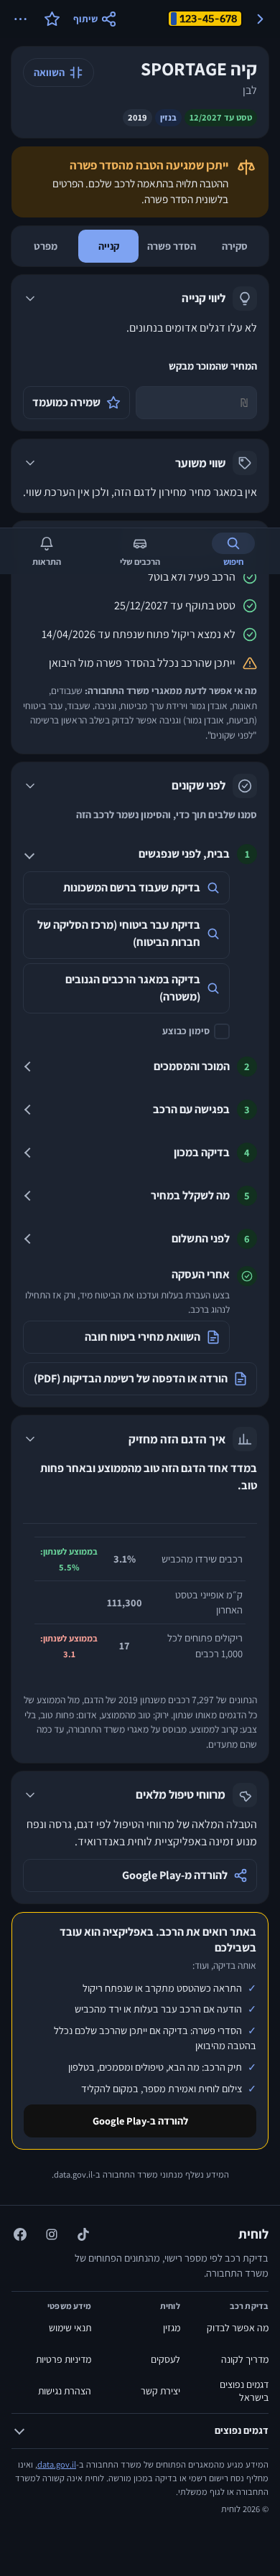 123-45-678
שיתוף
קיה SPORTAGE
השוואה
לבן
טסט עד 12/2027
בנזין
2019
ייתכן שמגיעה הטבה מהסדר פשרה
ההטבה תלויה בהתאמה לרכב שלכם. הפרטים
בלשונית הסדר פשרה.
סקירה
הסדר פשרה
קנייה
מפרט
ליווי קנייה
לא עלו דגלים אדומים בנתונים.
המחיר שהמוכר מבקש
₪
שמירה כמועמד
שווי משוער
אין במאגר מחיר מחירון לדגם הזה, ולכן אין הערכת שווי.
חיפוש
הרכבים שלי
התראות
הרכב פעיל ולא בוטל
טסט בתוקף עד 25/12/2027
לא נמצא ריקול פתוח שנפתח עד 14/04/2026
ייתכן שהרכב נכלל בהסדר פשרה מול היבואן
מה אי אפשר לדעת ממאגרי משרד התחבורה: שעבודים,
תאונות, אובדן גמור וירידת ערך מביטוח, וגניבה. שעבוד, עבר ביטוחי
(תביעות, אובדן גמור) וגניבה אפשר לבדוק בשלב הראשון ברשימה
"לפני שקונים".
לפני שקונים
סמנו שלבים תוך כדי, והסימון נשמר לרכב הזה
1
בבית, לפני שנפגשים
בדיקת שעבוד ברשם המשכונות
בדיקת עבר ביטוחי (מרכז הסליקה של
חברות הביטוח)
בדיקה במאגר הרכבים הגנובים
(משטרה)
סימון כבוצע
2
המוכר והמסמכים
3
בפגישה עם הרכב
4
בדיקה במכון
5
מה לשקלל במחיר
6
לפני התשלום
אחרי העסקה
בצעו העברת בעלות ועדכנו את הביטוח מיד, ורק אז התחילו
לנהוג ברכב.
השוואת מחירי ביטוח חובה
הורדה או הדפסה של רשימת הבדיקות (PDF)
איך הדגם הזה מחזיק
במדד אחד הדגם הזה טוב מהממוצע ובאחר פחות
טוב.
רכבים שירדו מהכביש
3.1%
בממוצע לשנתון:
5.5%
ק״מ אופייני בטסט
האחרון
111,300
ריקולים פתוחים לכל
1,000 רכבים
17
בממוצע לשנתון:
3.1
הנתונים של 7,297 רכבים משנתון 2019 של הדגם, מול הממוצע של
כל הדגמים מאותו שנתון. ירוק: טוב מהממוצע, אדום: פחות טוב, בלי
צבע: קרוב לממוצע. מבוסס על מאגרי משרד התחבורה, עד כמה
שהם מתעדים.
מרווחי טיפול מלאים
הטבלה המלאה של מרווחי הטיפול לפי דגם, גרסה ונפח
מנוע זמינה באפליקציית לוחית באנדרואיד.
להורדה מ-Google Play
באתר רואים את הרכב. באפליקציה הוא עובד
בשבילכם
אותה בדיקה, ועוד:
✓ התראה כשהטסט מתקרב או שנפתח ריקול
✓ הודעה אם הרכב עבר בעלות או ירד מהכביש
✓ הסדרי פשרה: בדיקה אם ייתכן שהרכב שלכם נכלל
בהטבה מהיבואן
✓ תיק הרכב: מה הבא, טיפולים ומסמכים, בטלפון
✓ צילום לוחית ואמירת מספר, במקום להקליד
להורדה ב-Google Play
המידע נשלף מנתוני משרד התחבורה ב-data.gov.il.
לוחית
בדיקת רכב לפי מספר רישוי, מהנתונים הפתוחים של
משרד התחבורה.
בדיקת רכב
לוחית
מידע משפטי
מה אפשר לבדוק
מגזין
תנאי שימוש
מדריך לקונה
לעסקים
מדיניות פרטיות
דגמים נפוצים
בישראל
יצירת קשר
הצהרת נגישות
דגמים נפוצים
המידע מגיע מהמאגרים הפתוחים של משרד התחבורה ב-data.gov.il, ואינו
מחליף נסח רישום רשמי או בדיקה במכון מורשה. לוחית אינה קשורה למשרד
התחבורה או לגוף ממשלתי.
© 2026 לוחית